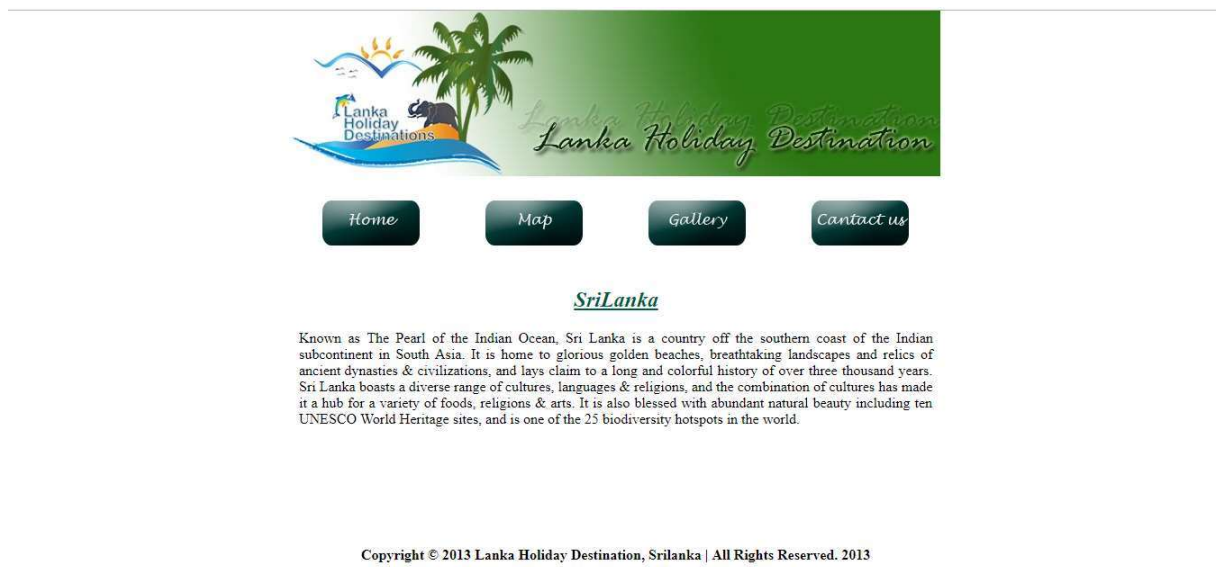 Lanka
Holiday
Destinations
Lanka Holiday Destination
Lanka Holiday Destination
Home
Map
Gallery
Cantact us
SriLanka
Known as The Pearl of the Indian Ocean, Sri Lanka is a country off the southern coast of the Indian
subcontinent in South Asia. It is home to glorious golden beaches, breathtaking landscapes and relics of
ancient dynasties & civilizations, and lays claim to a long and colorful history of over three thousand years.
Sri Lanka boasts a diverse range of cultures, languages & religions, and the combination of cultures has made
it a hub for a variety of foods, religions & arts. It is also blessed with abundant natural beauty including ten
UNESCO World Heritage sites, and is one of the 25 biodiversity hotspots in the world.
Copyright © 2013 Lanka Holiday Destination, Srilanka | All Rights Reserved. 2013